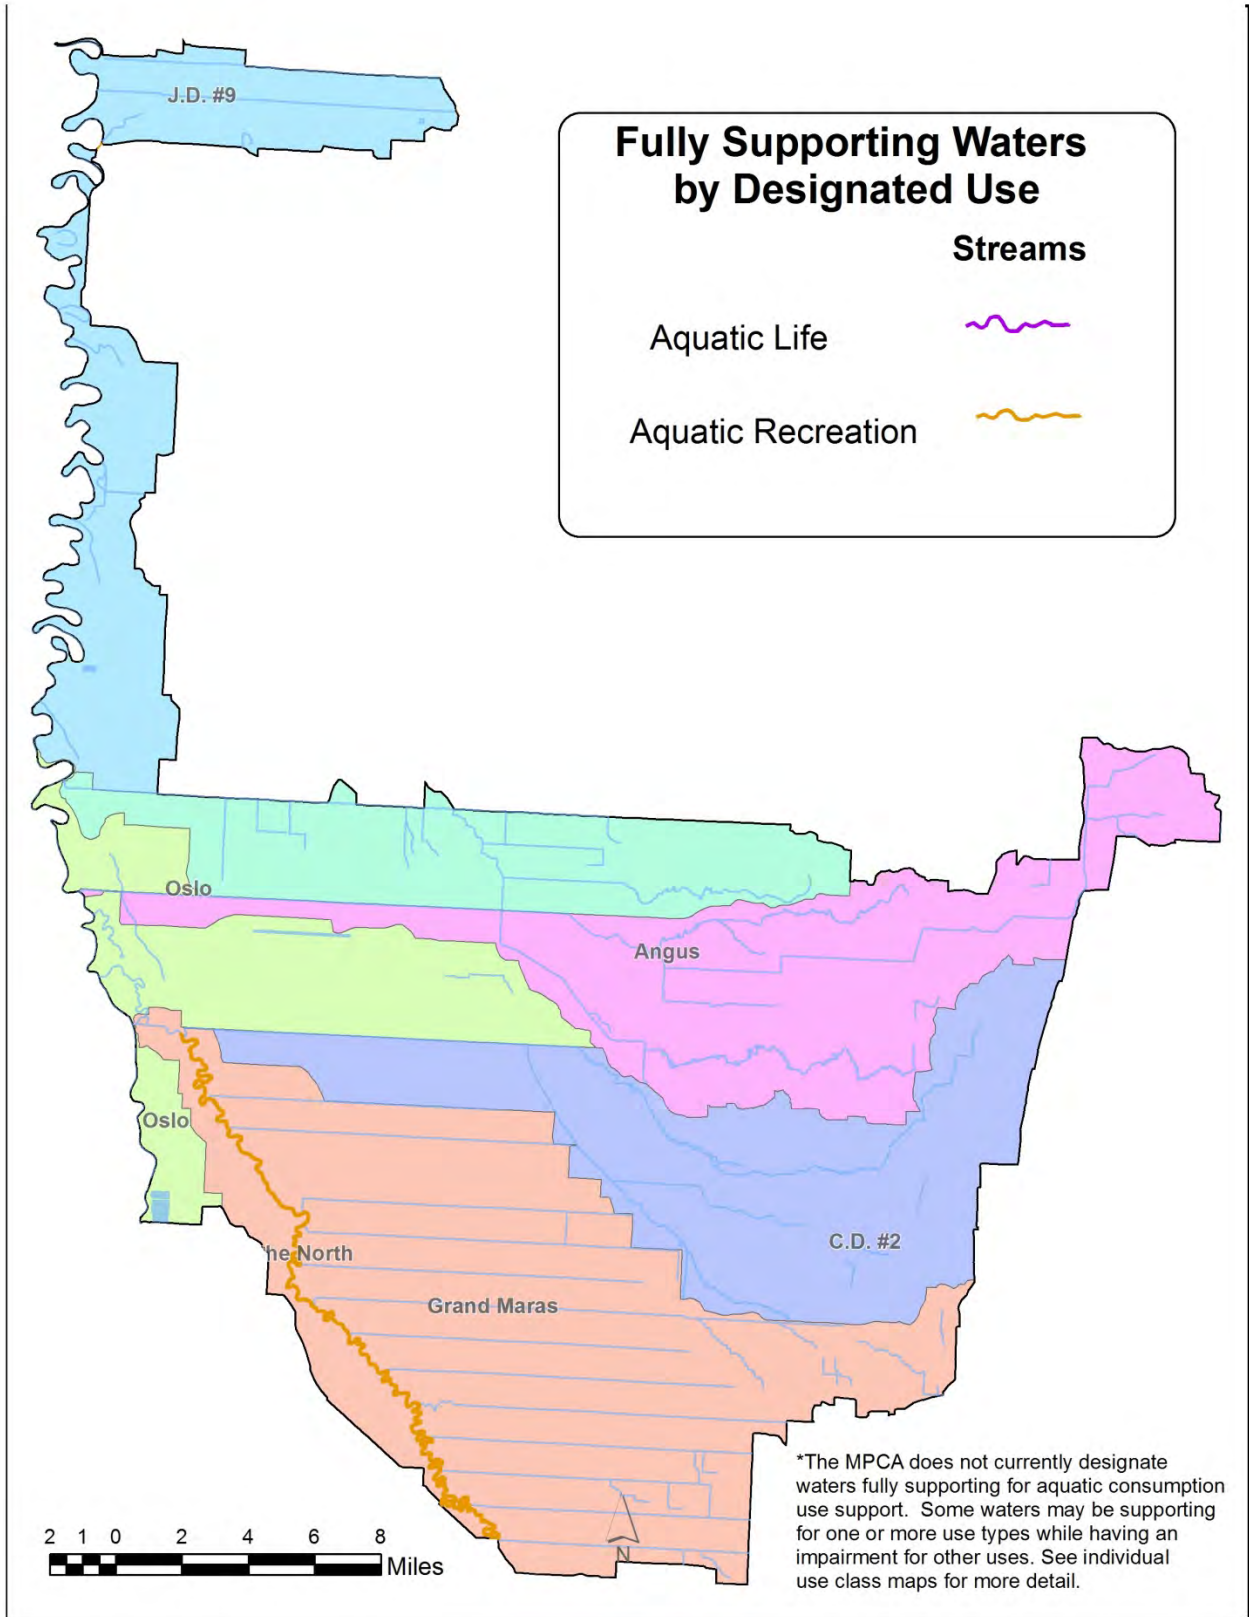 J.D. #9
Fully Supporting Waters
by Designated Use
Streams
Aquatic Life
Aquatic Recreation
Oslo
Angus
Oslo
C.D. #2
he North
Grand Maras
*The MPCA does not currently designate
waters fully supporting for aquatic consumption
use support. Some waters may be supporting
for one or more use types while having an
impairment for other uses. See individual
use class maps for more detail.
2 1 0 2 4 6 8
Miles
N